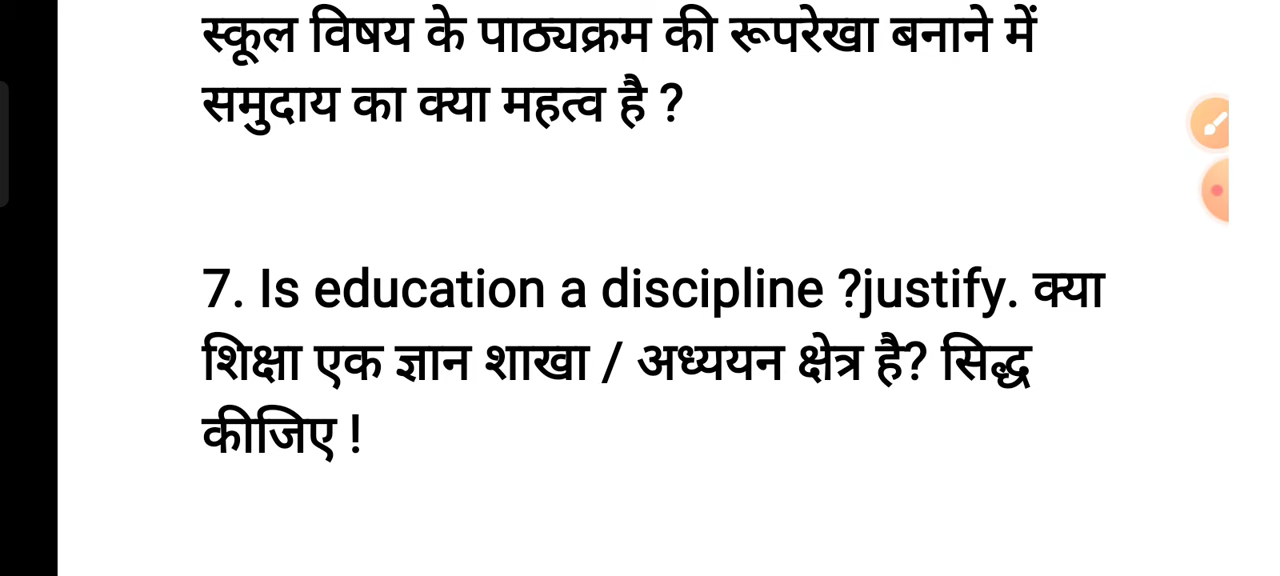 स्कूल विषय के पाठ्यक्रम की रूपरेखा बनाने में
समुदाय का क्या महत्व है ?
7. Is education a discipline ?justify. क्या
शिक्षा एक ज्ञान शाखा / अध्ययन क्षेत्र है? सिद्ध
कीजिए !